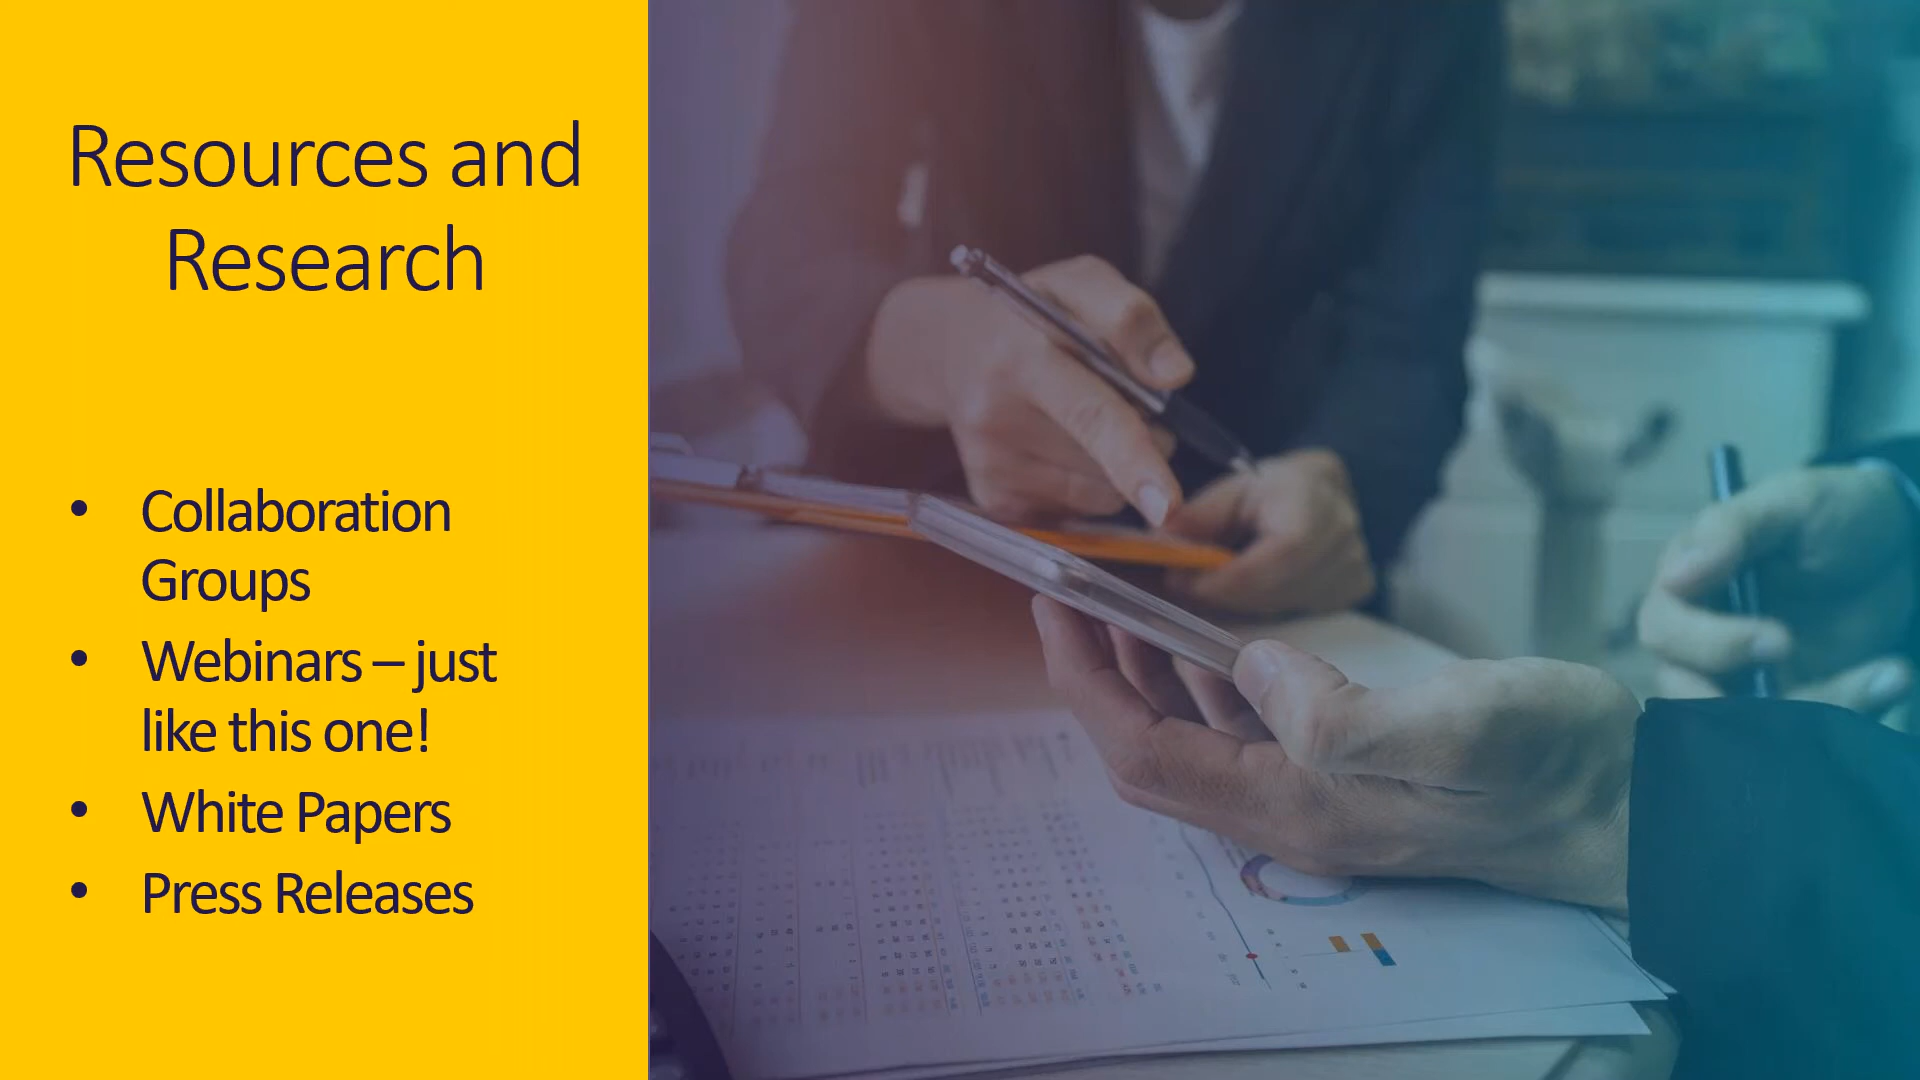 Resources and
Research
• Collaboration
Groups
• Webinars – just
like this one!
• White Papers
• Press Releases